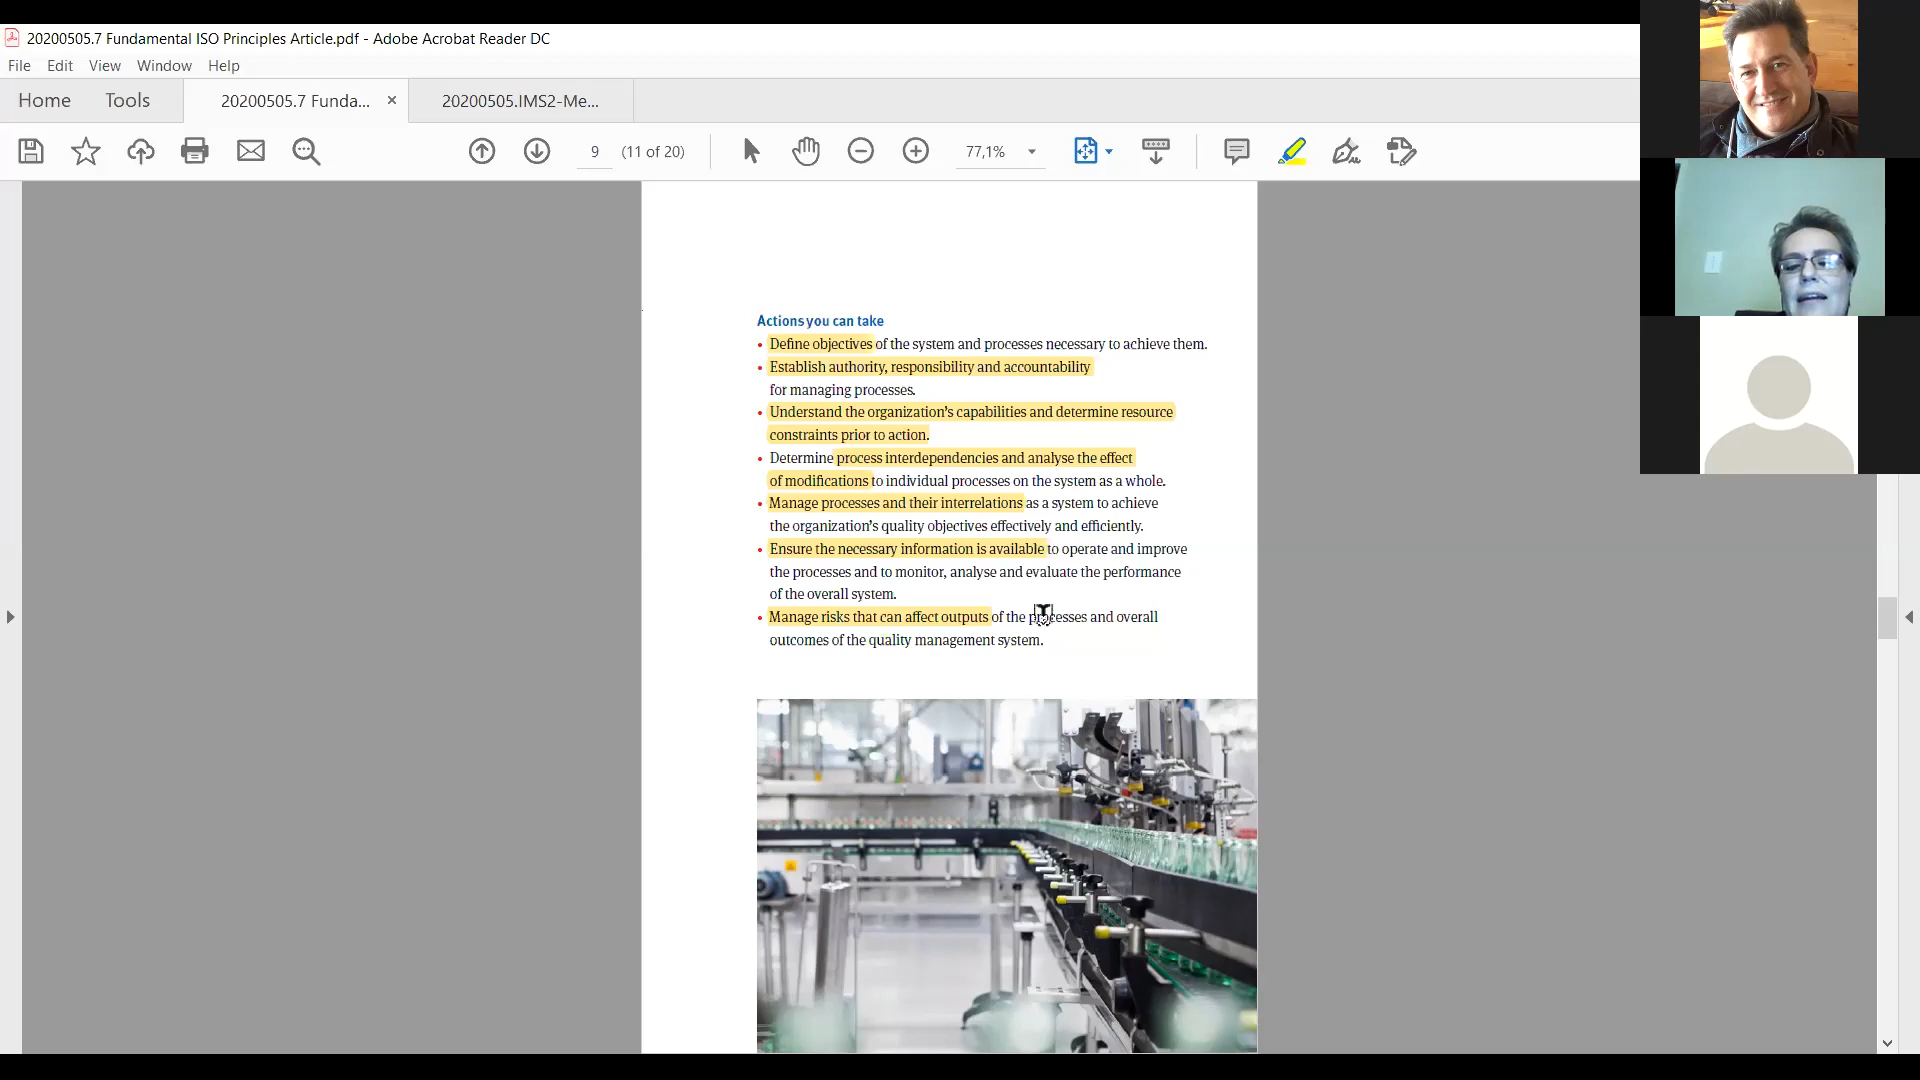 20200505.7 Fundamental ISO Principles Article.pdf - Adobe Acrobat Reader DC
File Edit View Window Help
Home Tools 20200505.7 Funda... × 20200505.IMS2-Me...
9 (11 of 20) 77,1%
Actions you can take
• Define objectives of the system and processes necessary to achieve them.
• Establish authority, responsibility and accountability
for managing processes.
• Understand the organization's capabilities and determine resource
constraints prior to action.
• Determine process interdependencies and analyse the effect
of modifications to individual processes on the system as a whole.
• Manage processes and their interrelations as a system to achieve
the organization's quality objectives effectively and efficiently.
• Ensure the necessary information is available to operate and improve
the processes and to monitor, analyse and evaluate the performance
of the overall system.
• Manage risks that can affect outputs of the processes and overall
outcomes of the quality management system.